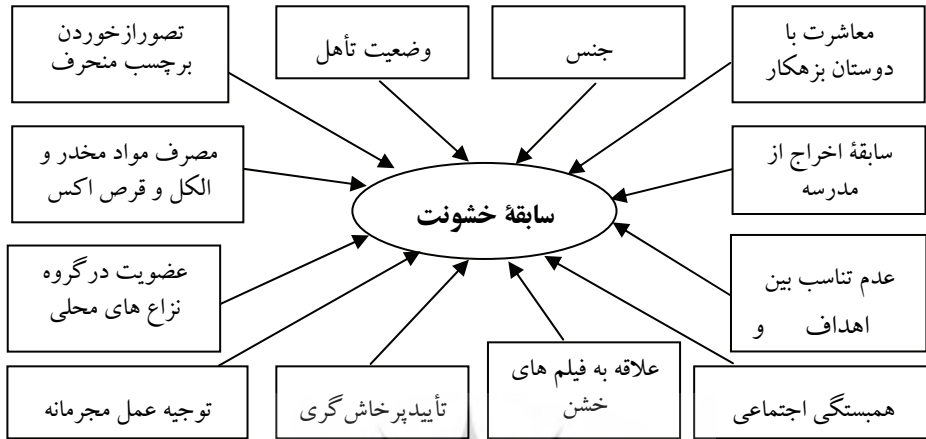 معاشرت با
دوستان بزهکار
جنس
وضعیت تأهل
تصورازخوردن
برچسب منحرف
سابقۀ اخراج از
مدرسه
مصرف مواد مخدر و
الکل و قرص اکس
سابقۀ خشونت
عدم تناسب بین
اهداف و
عضویت درگروه
نزاع های محلی
همبستگی اجتماعی
علاقه به فیلم های
خشن
تأییدپرخاش گری
توجیه عمل مجرمانه